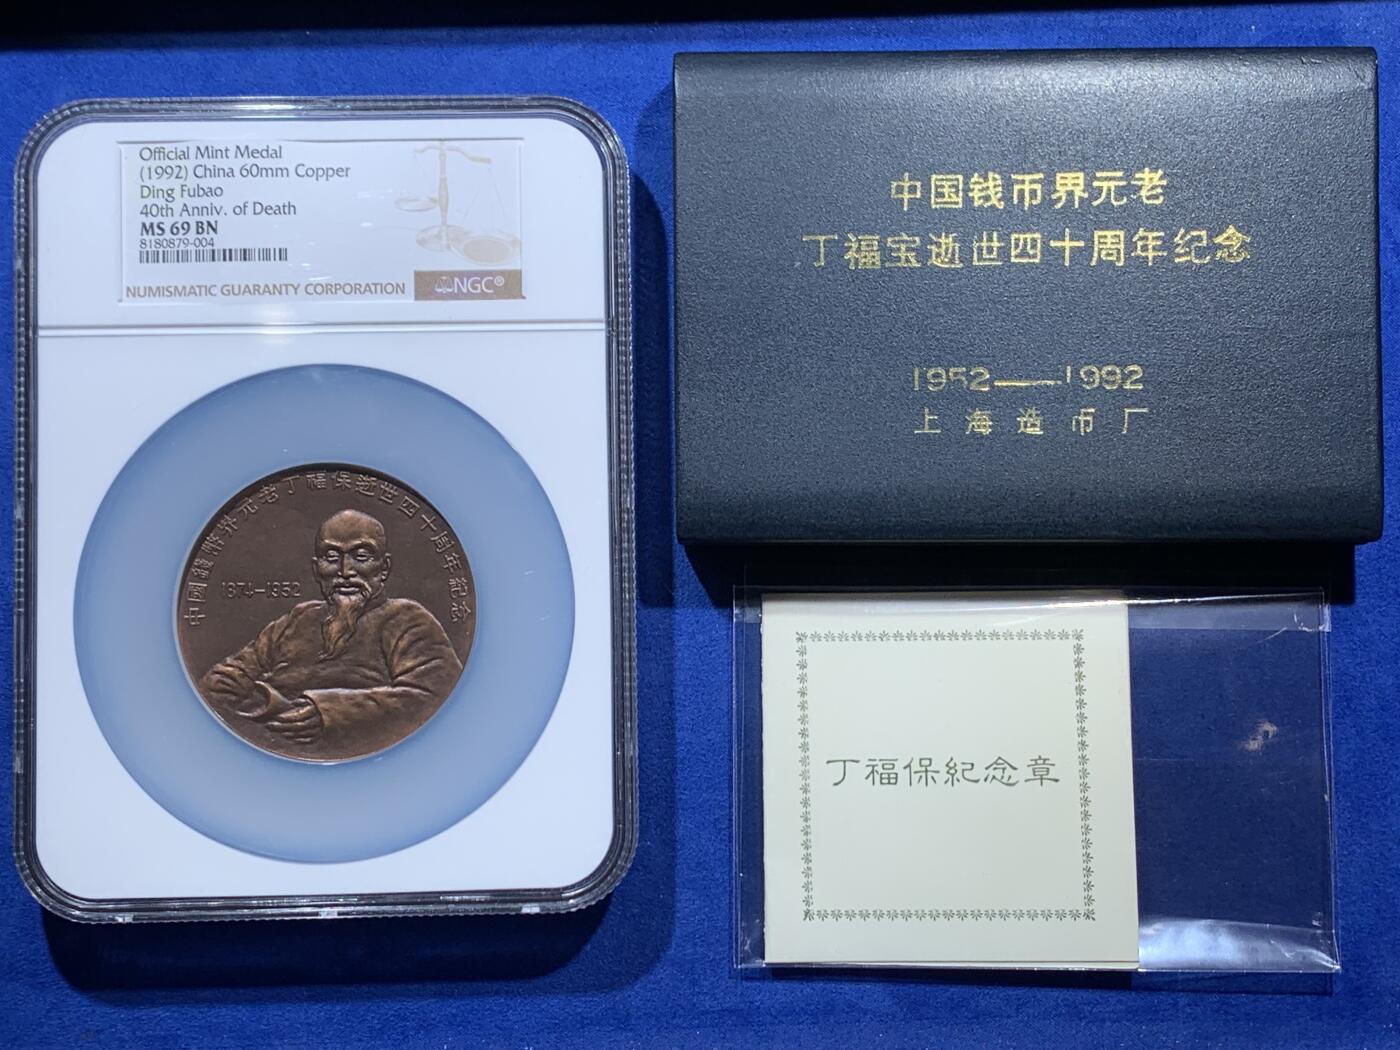 Official Mint Medal
(1992) China 60mm Copper
Ding Fubao
40th Anniv. of Death
MS 69 BN
8180879-004
NUMISMATIC GUARANTY CORPORATION
NGC®
中國錢幣界元老丁福保逝世四十周年紀念
1874–1952
中国钱币界元老
丁福宝逝世四十周年纪念
1952——1992
上海造币厂
丁福保紀念章